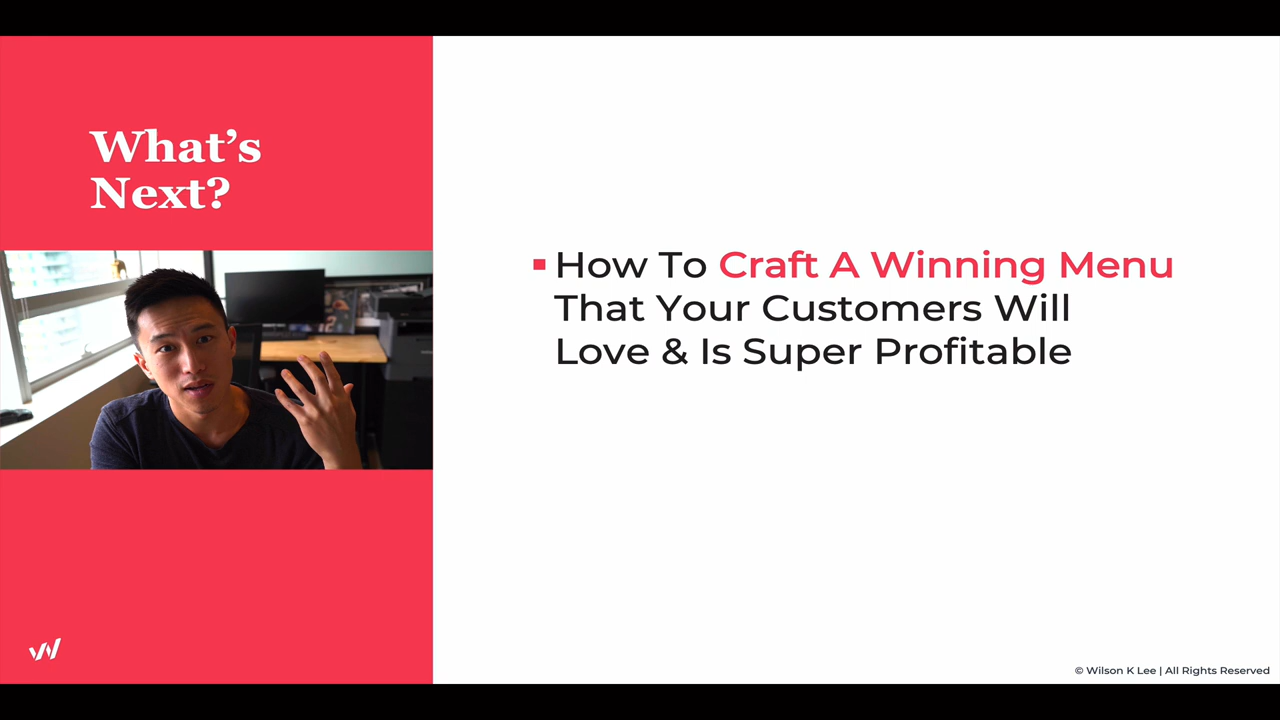 What's
Next?
How To Craft A Winning Menu
That Your Customers Will
Love & Is Super Profitable
© Wilson K Lee | All Rights Reserved